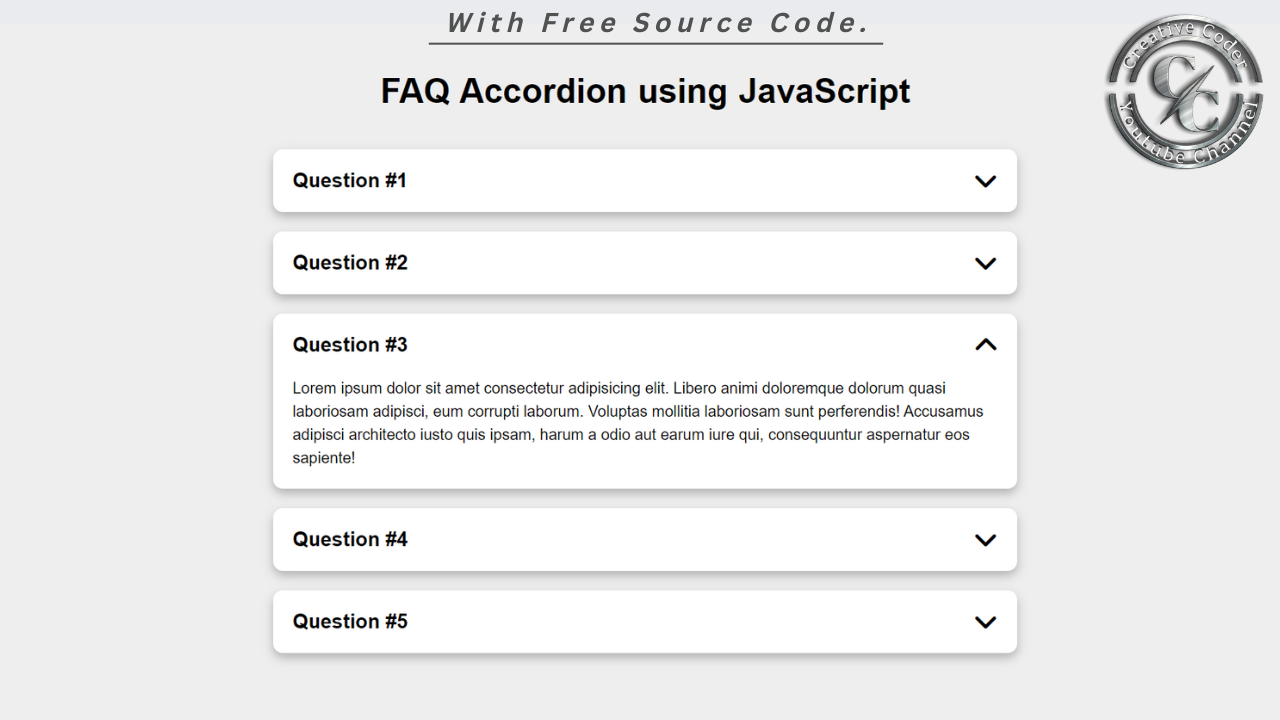 With Free Source Code.
Creative Coder
CC
Youtube Channel
FAQ Accordion using JavaScript
Question #1
Question #2
Question #3
Lorem ipsum dolor sit amet consectetur adipisicing elit. Libero animi doloremque dolorum quasi
laboriosam adipisci, eum corrupti laborum. Voluptas mollitia laboriosam sunt perferendis! Accusamus
adipisci architecto iusto quis ipsam, harum a odio aut earum iure qui, consequuntur aspernatur eos
sapiente!
Question #4
Question #5